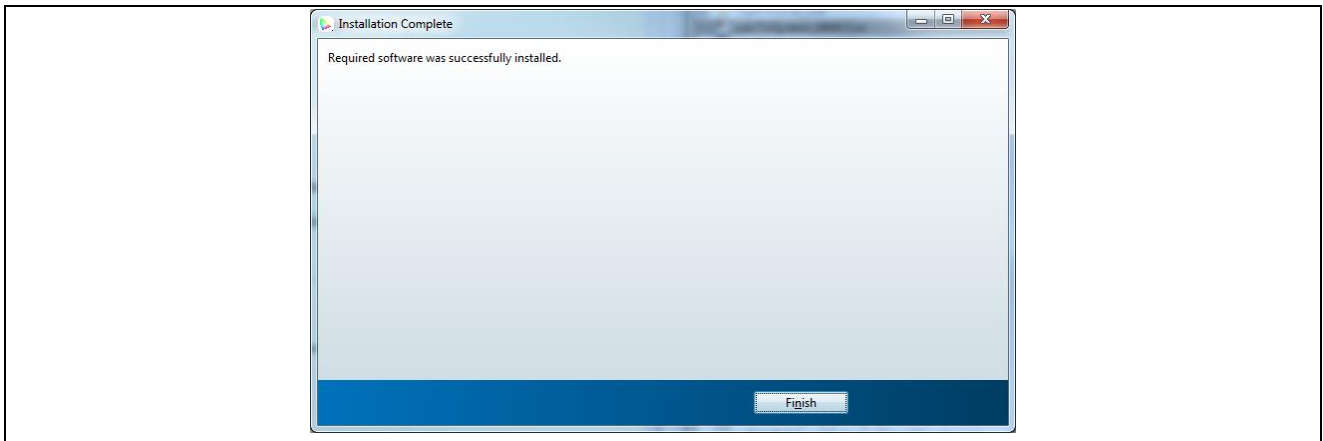 Installation Complete
Required software was successfully installed.
Finish